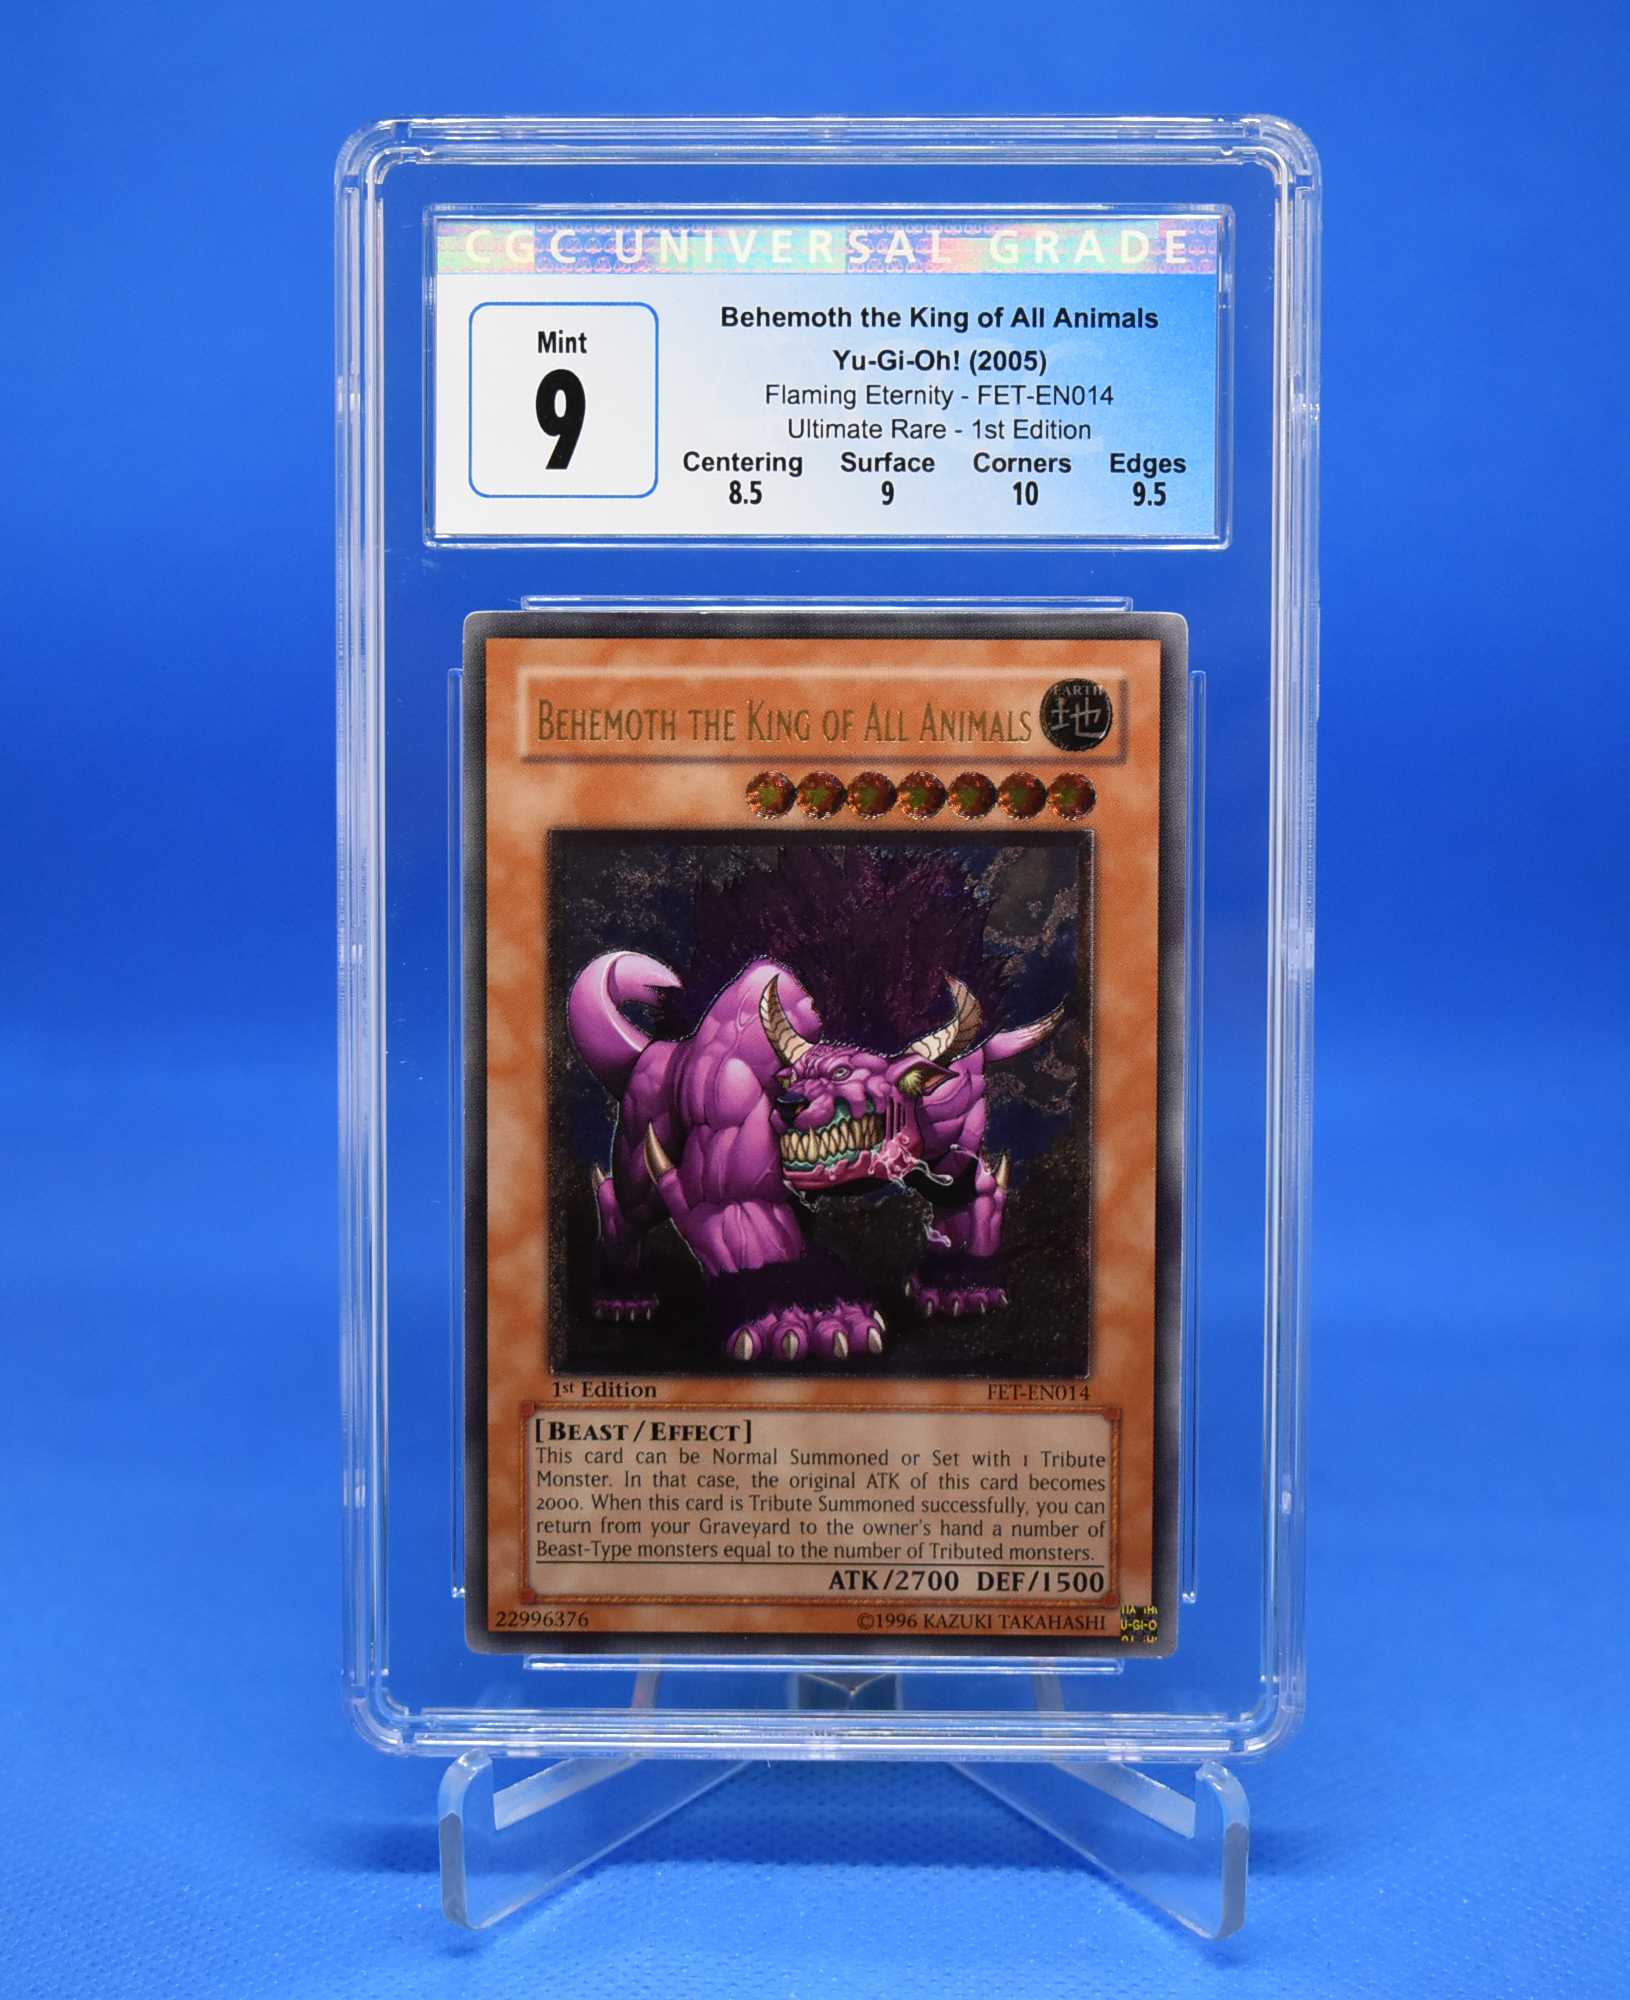 CGC UNIVERSAL GRADE
Mint
9
Behemoth the King of All Animals
Yu-Gi-Oh! (2005)
Flaming Eternity - FET-EN014
Ultimate Rare - 1st Edition
Centering Surface Corners Edges
8.5 9 10 9.5
BEHEMOTH THE KING OF ALL ANIMALS
EARTH
地
1st Edition FET-EN014
[BEAST/EFFECT]
This card can be Normal Summoned or Set with 1 Tribute
Monster. In that case, the original ATK of this card becomes
2000. When this card is Tribute Summoned successfully, you can
return from your Graveyard to the owner's hand a number of
Beast-Type monsters equal to the number of Tributed monsters.
ATK/2700 DEF/1500
22996376 ©1996 KAZUKI TAKAHASHI